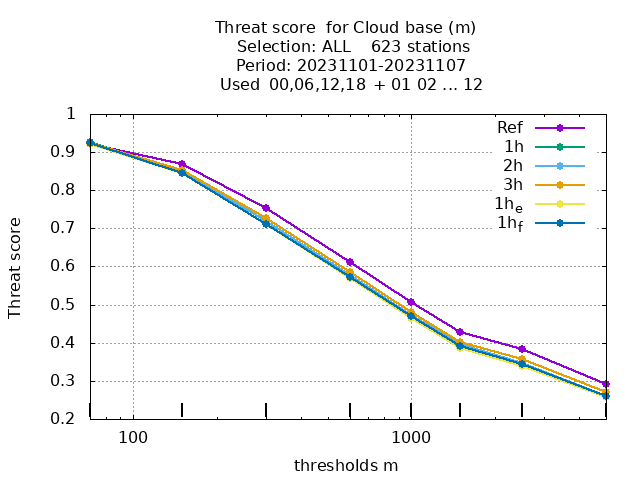 Threat score  for Cloud base (m)
Selection: ALL    623 stations
Period: 20231101-20231107
Used  00,06,12,18  + 01 02 ... 12
Ref
1h
2h
3h
1he
1hf
1
0.9
0.8
0.7
0.6
0.5
0.4
0.3
0.2
Threat score
100
1000
thresholds m